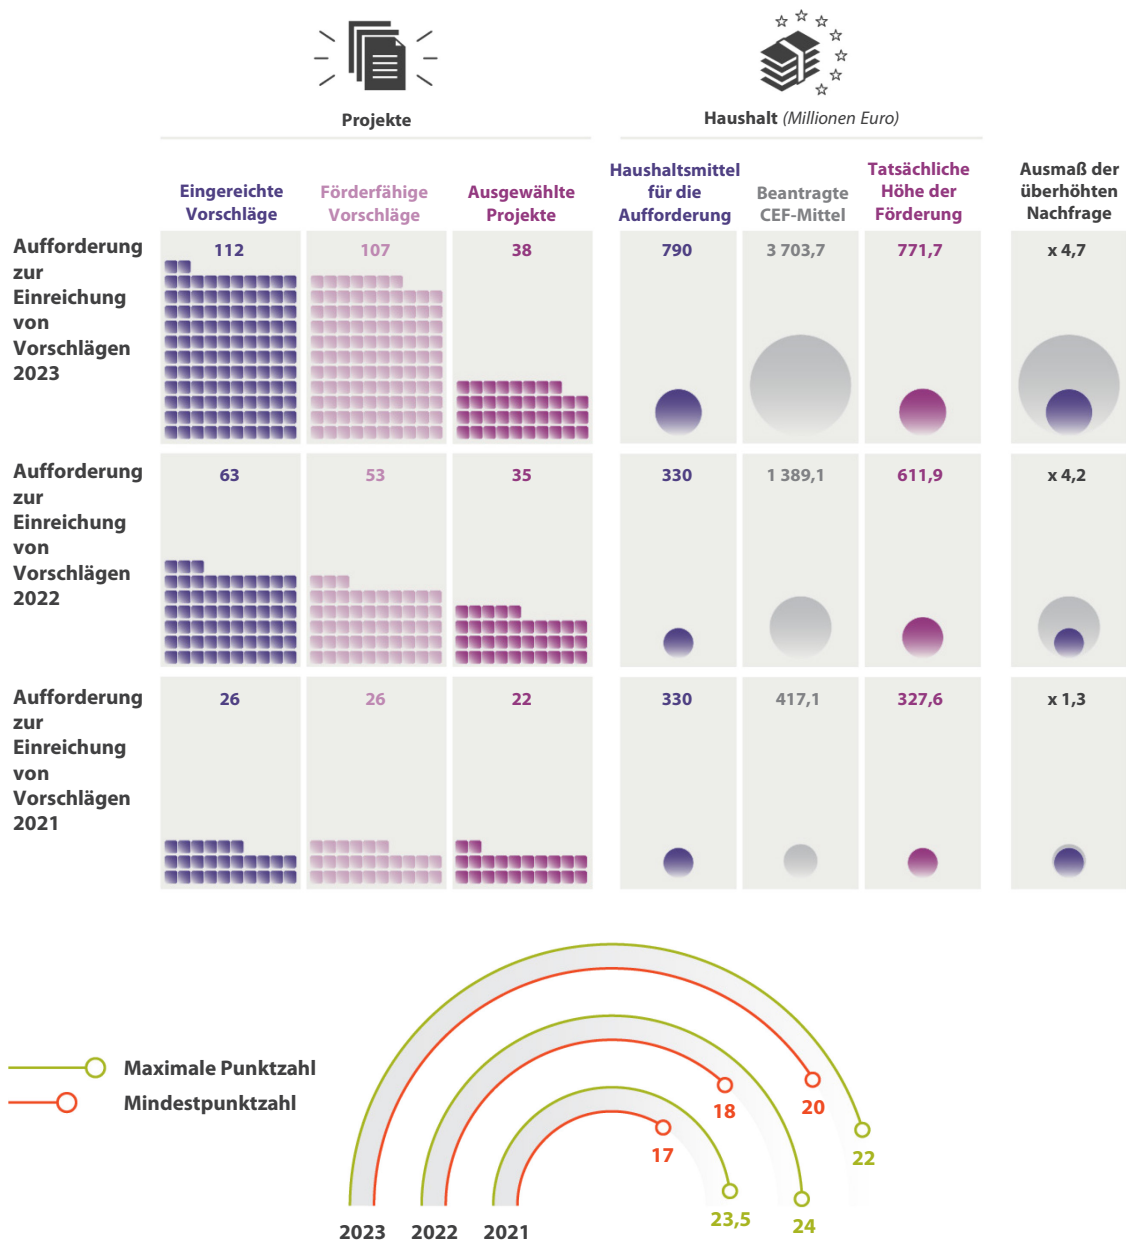 Projekte
Haushalt (Millionen Euro)
Eingereichte
Vorschläge
Förderfähige
Vorschläge
Ausgewählte
Projekte
Haushaltsmittel
für die
Aufforderung
Beantragte
CEF-Mittel
Tatsächliche
Höhe der
Förderung
Ausmaß der
überhöhten
Nachfrage
Aufforderung
zur
Einreichung
von
Vorschlägen
2023
112
107
38
790
3 703,7
771,7
x 4,7
Aufforderung
zur
Einreichung
von
Vorschlägen
2022
63
53
35
330
1 389,1
611,9
x 4,2
Aufforderung
zur
Einreichung
von
Vorschlägen
2021
26
26
22
330
417,1
327,6
x 1,3
Maximale Punktzahl
Mindestpunktzahl
20
18
17
22
23,5
24
2023
2022
2021